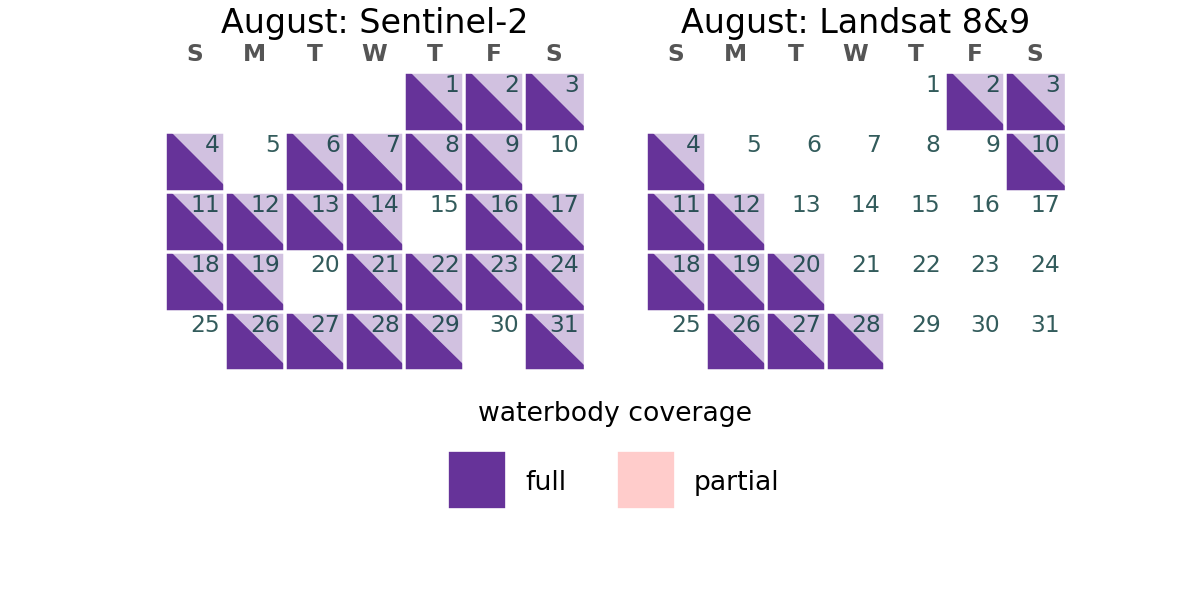 August: Sentinel-2
S M T W T F S
1 2 3
4 5 6 7 8 9 10
11 12 13 14 15 16 17
18 19 20 21 22 23 24
25 26 27 28 29 30 31
August: Landsat 8&9
S M T W T F S
1 2 3
4 5 6 7 8 9 10
11 12 13 14 15 16 17
18 19 20 21 22 23 24
25 26 27 28 29 30 31
waterbody coverage
full partial